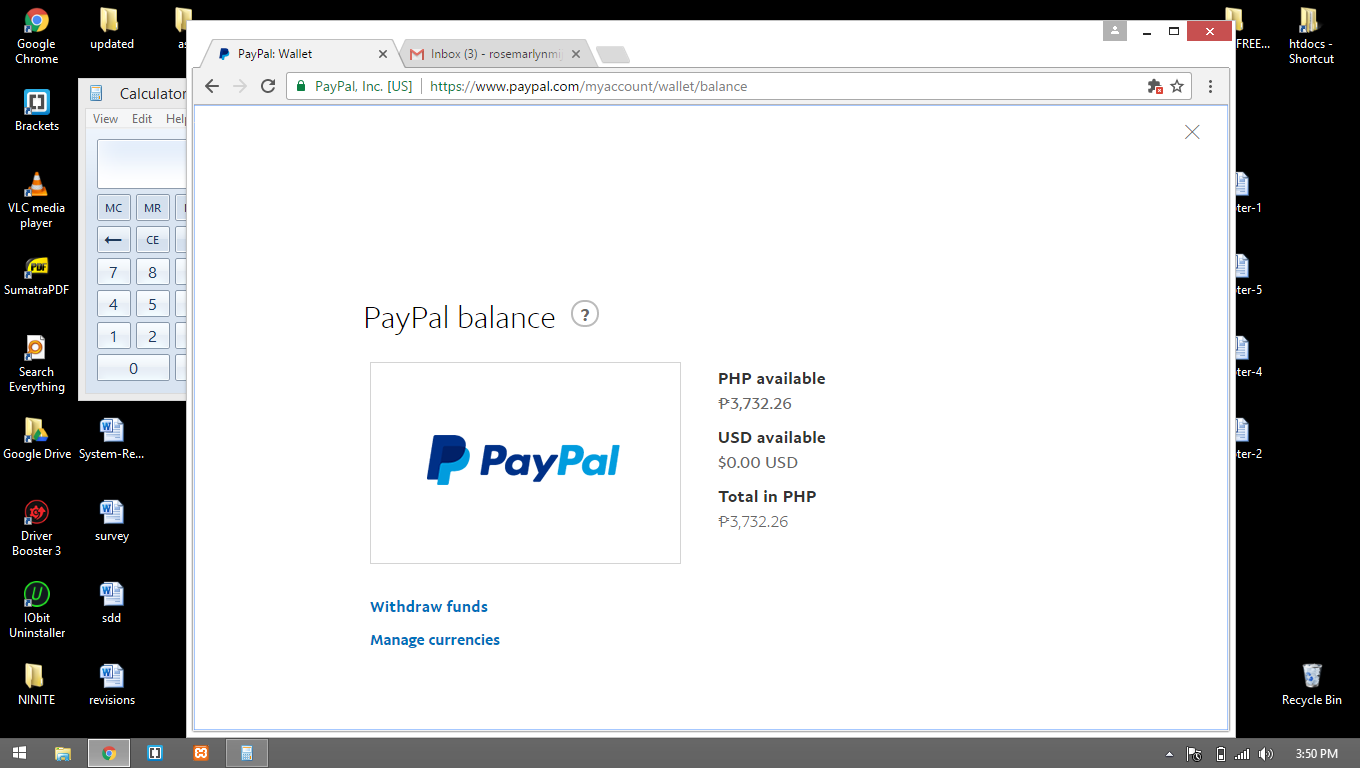 Google
Chrome
updated
as
Brackets
VLC media
player
SumatraPDF
Search
Everything
Google Drive
System-Re...
Driver
Booster 3
survey
IObit
Uninstaller
sdd
NINITE
revisions
Calculator
View Edit Help
MC MR
← CE
7 8
4 5
1 2
0
PayPal: Wallet
Inbox (3) - rosemarlynmi
PayPal, Inc. [US] https://www.paypal.com/myaccount/wallet/balance
PayPal balance ?
PayPal
PHP available
₱3,732.26
USD available
$0.00 USD
Total in PHP
₱3,732.26
Withdraw funds
Manage currencies
FREE...
htdocs -
Shortcut
ter-1
ter-5
ter-4
ter-2
Recycle Bin
3:50 PM